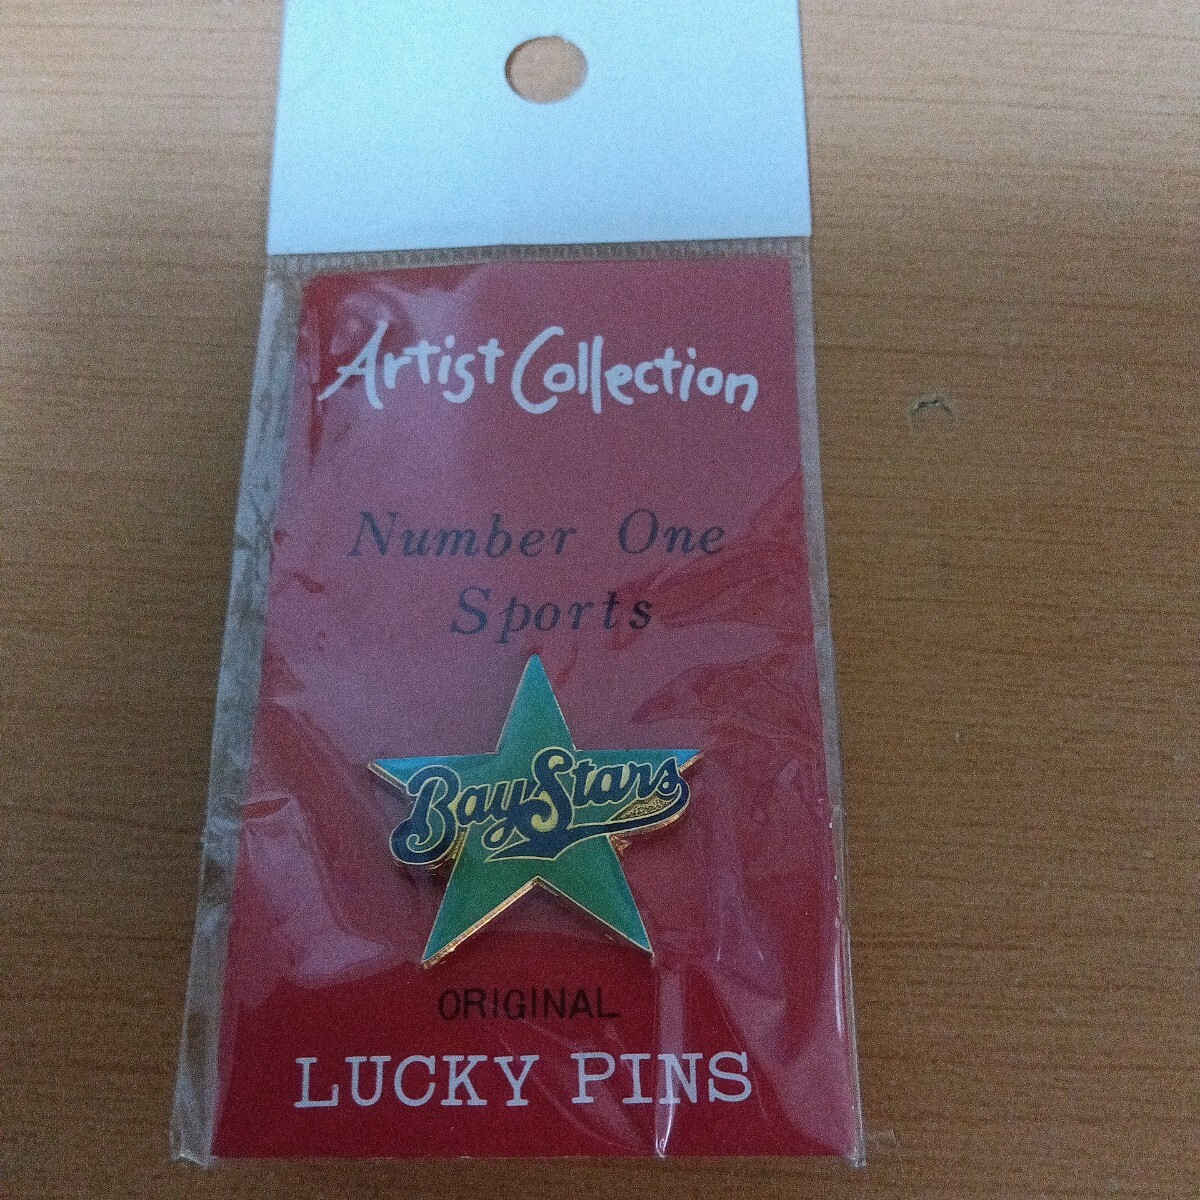 Artist Collection
Number One
Sports
BayStars
ORIGINAL
LUCKY PINS